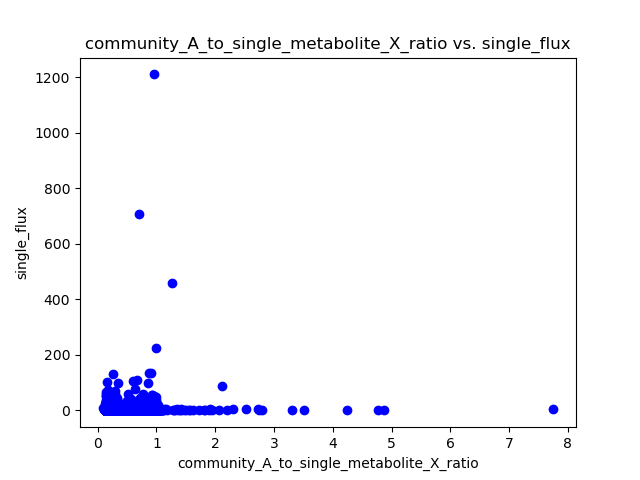 community_A_to_single_metabolite_X_ratio vs. single_flux
1200
1000
800
600
400
200
0
single_flux
0 1 2 3 4 5 6 7 8
community_A_to_single_metabolite_X_ratio